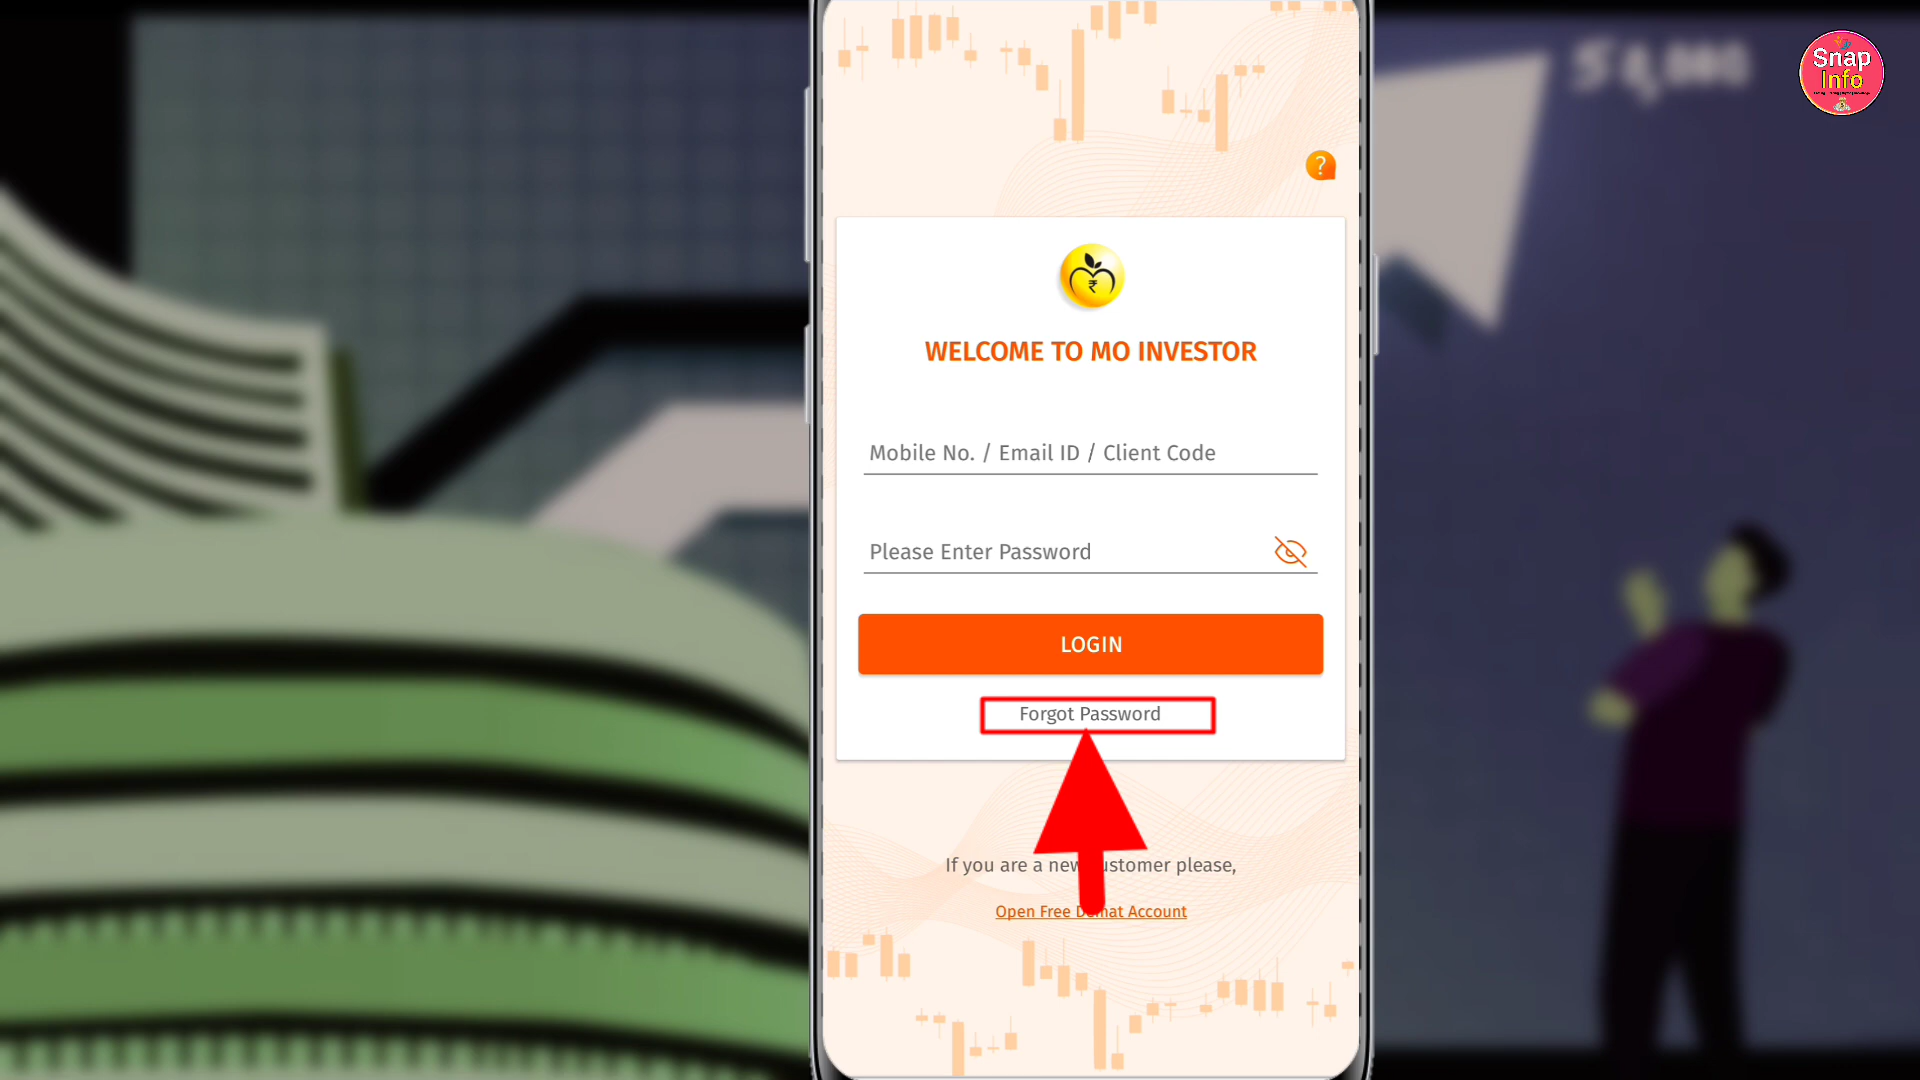 Snap
Info
WELCOME TO MO INVESTOR
Mobile No. / Email ID / Client Code
Please Enter Password
LOGIN
Forgot Password
If you are a new customer please,
Open Free Demat Account